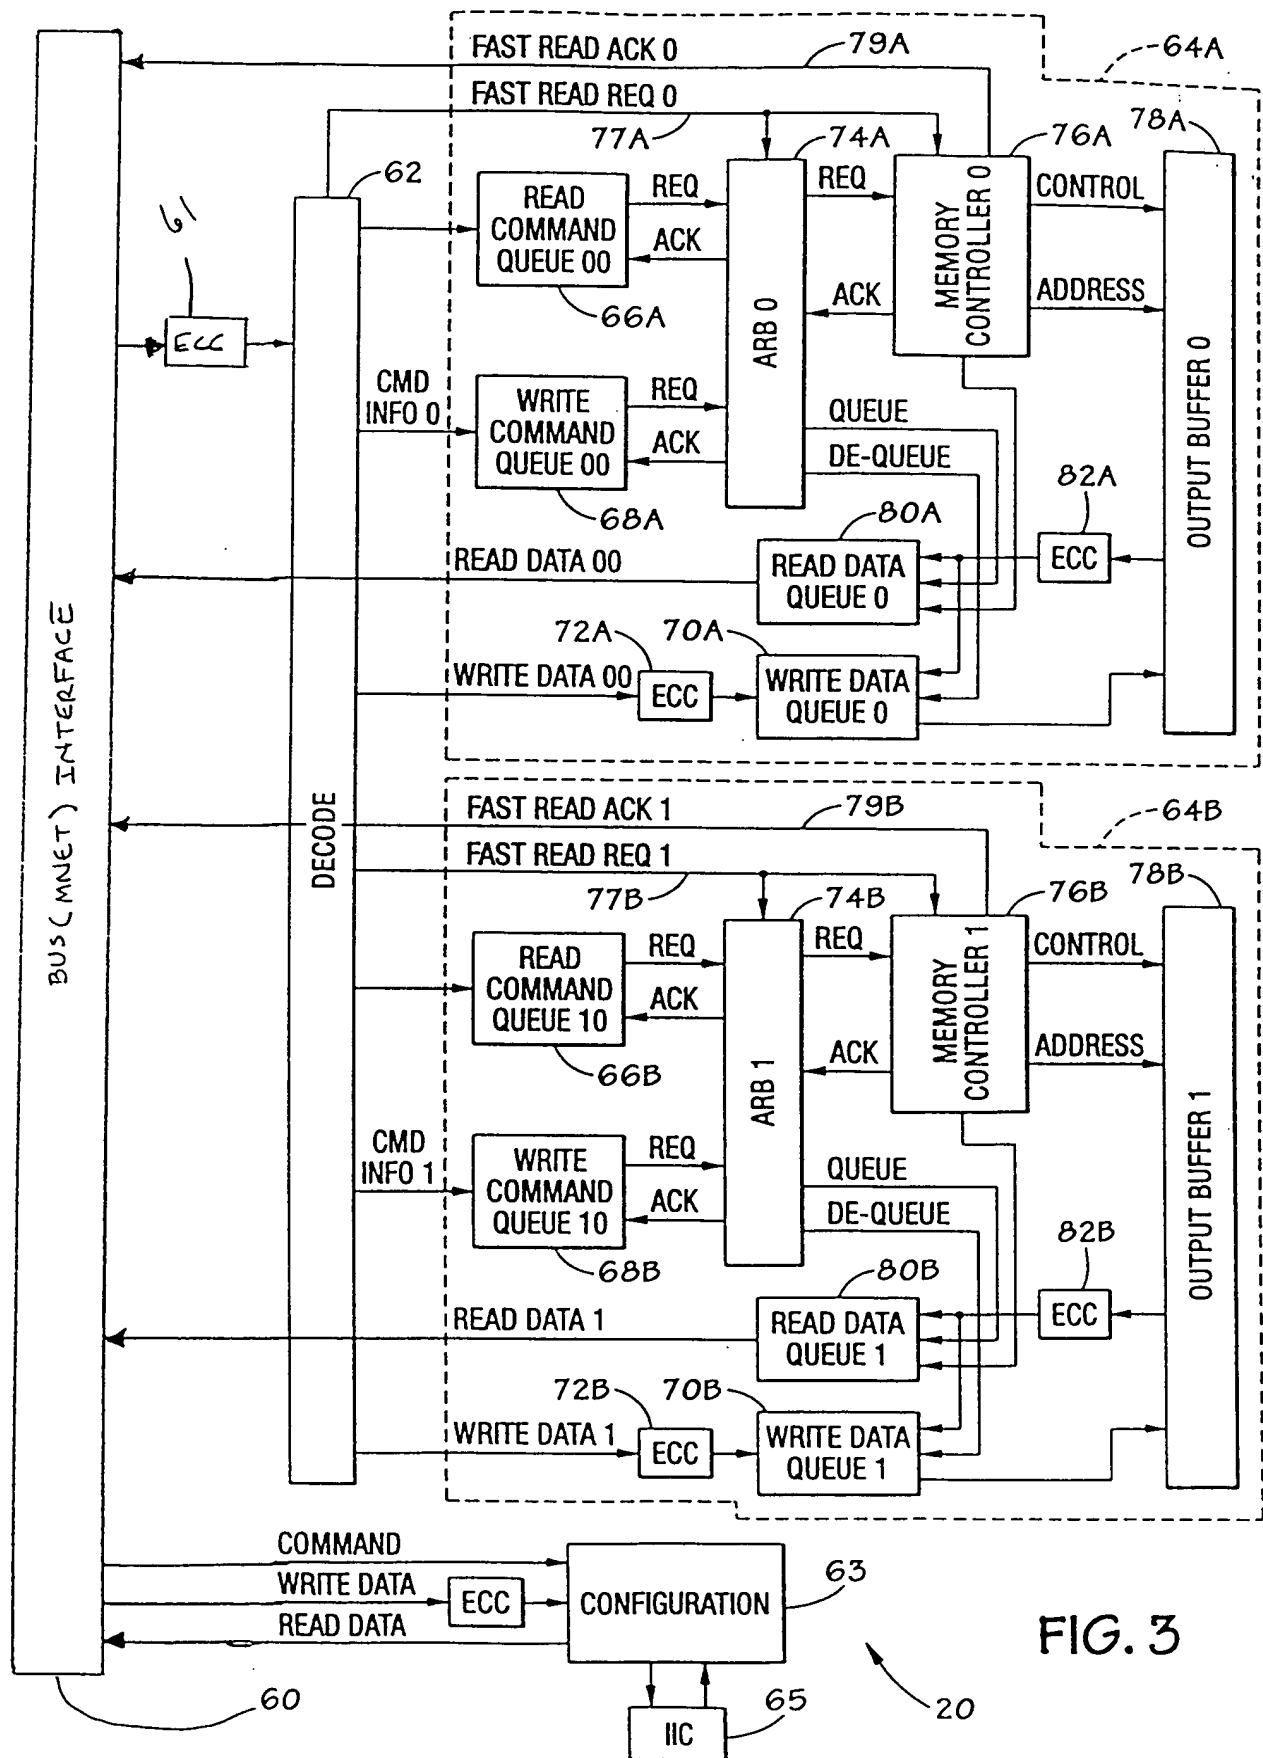 FAST READ ACK 0
79A
64A
FAST READ REQ 0
77A
74A
76A
78A
62
61
READ
COMMAND
QUEUE 00
REQ
ACK
66A
REQ
ACK
MEMORY
CONTROLLER 0
CONTROL
ADDRESS
ECC
ARB 0
OUTPUT BUFFER 0
CMD
INFO 0
WRITE
COMMAND
QUEUE 00
REQ
ACK
68A
QUEUE
DE-QUEUE
82A
80A
ECC
READ DATA 00
READ DATA
QUEUE 0
72A
70A
WRITE DATA 00
ECC
WRITE DATA
QUEUE 0
BUS (MNET) INTERFACE
DECODE
FAST READ ACK 1
79B
64B
FAST READ REQ 1
77B
74B
76B
78B
READ
COMMAND
QUEUE 10
REQ
ACK
66B
REQ
ACK
MEMORY
CONTROLLER 1
CONTROL
ADDRESS
ARB 1
OUTPUT BUFFER 1
CMD
INFO 1
WRITE
COMMAND
QUEUE 10
REQ
ACK
68B
QUEUE
DE-QUEUE
82B
80B
ECC
READ DATA 1
READ DATA
QUEUE 1
72B
70B
WRITE DATA 1
ECC
WRITE DATA
QUEUE 1
COMMAND
WRITE DATA
ECC
READ DATA
CONFIGURATION
63
FIG. 3
60
IIC
65
20